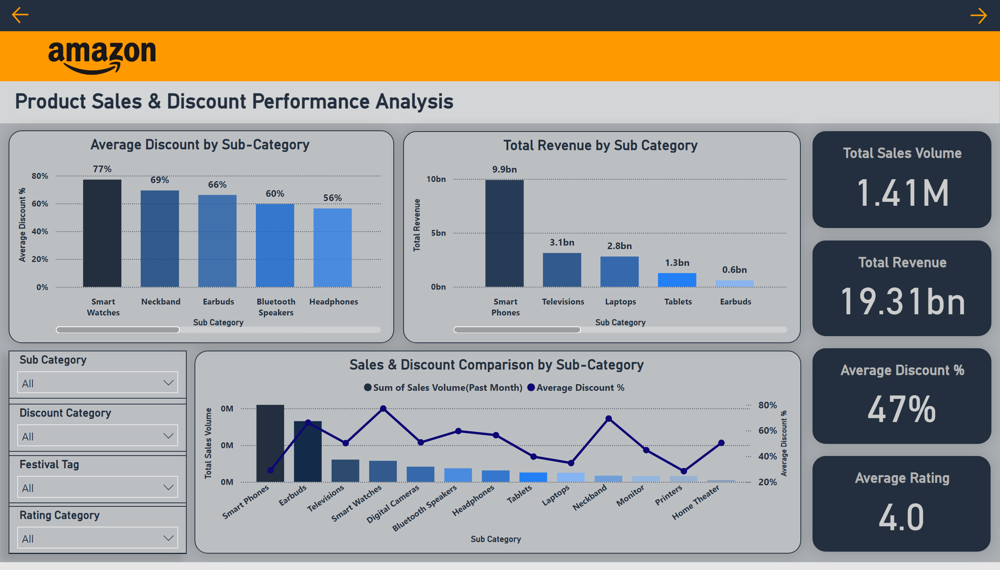 amazon
Product Sales & Discount Performance Analysis
Average Discount by Sub-Category
Average Discount %
80%
60%
40%
20%
0%
77%
69%
66%
60%
56%
Smart Watches
Neckband
Earbuds
Bluetooth Speakers
Headphones
Sub Category
Total Revenue by Sub Category
Total Revenue
10bn
5bn
0bn
9.9bn
3.1bn
2.8bn
1.3bn
0.6bn
Smart Phones
Televisions
Laptops
Tablets
Earbuds
Sub Category
Total Sales Volume
1.41M
Total Revenue
19.31bn
Average Discount %
47%
Average Rating
4.0
Sub Category
All
Discount Category
All
Festival Tag
All
Rating Category
All
Sales & Discount Comparison by Sub-Category
Sum of Sales Volume(Past Month) Average Discount %
Total Sales Volume
0M
0M
0M
80%
60%
40%
20%
Average Discount %
Smart Phones
Earbuds
Televisions
Smart Watches
Digital Cameras
Bluetooth Speakers
Headphones
Tablets
Laptops
Neckband
Monitor
Printers
Home Theater
Sub Category